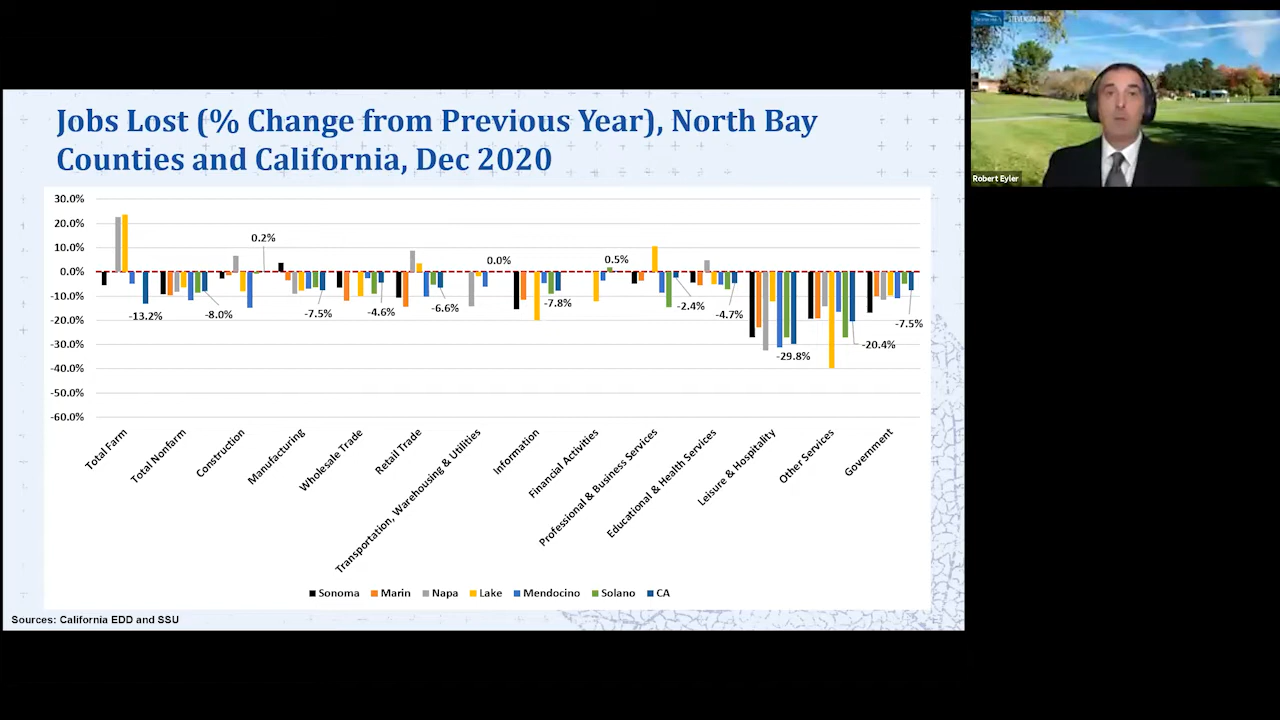 STEVENSON
Robert Eyler
Jobs Lost (% Change from Previous Year), North Bay
Counties and California, Dec 2020
30.0%
20.0%
10.0%
0.0%
-10.0%
-20.0%
-30.0%
-40.0%
-50.0%
-60.0%
-13.2%
-8.0%
0.2%
-7.5%
-4.6%
-6.6%
0.0%
-7.8%
0.5%
-2.4%
-4.7%
-29.8%
-20.4%
-7.5%
Total Farm
Total Nonfarm
Construction
Manufacturing
Wholesale Trade
Retail Trade
Transportation, Warehousing & Utilities
Information
Financial Activities
Professional & Business Services
Educational & Health Services
Leisure & Hospitality
Other Services
Government
Sonoma Marin Napa Lake Mendocino Solano CA
Sources: California EDD and SSU